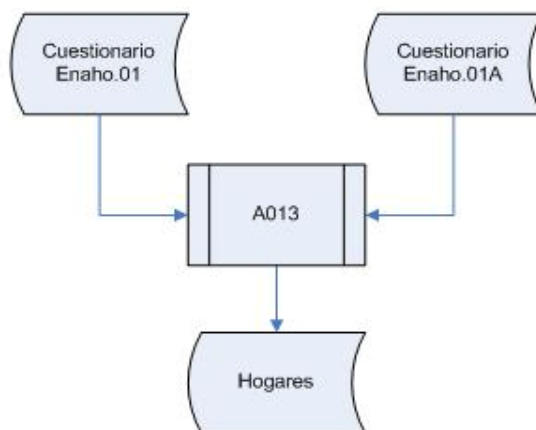 Cuestionario
Enaho.01
Cuestionario
Enaho.01A
A013
Hogares